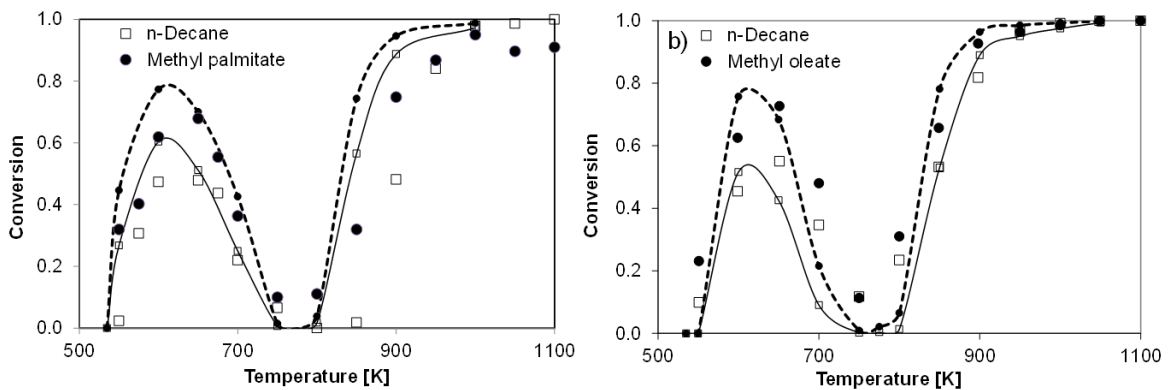 1.0
0.8
0.6
0.4
0.2
0.0
Conversion
n-Decane
Methyl palmitate
500 700 900 1100
Temperature [K]
b)
1.0
0.8
0.6
0.4
0.2
0.0
Conversion
n-Decane
Methyl oleate
500 700 900 1100
Temperature [K]